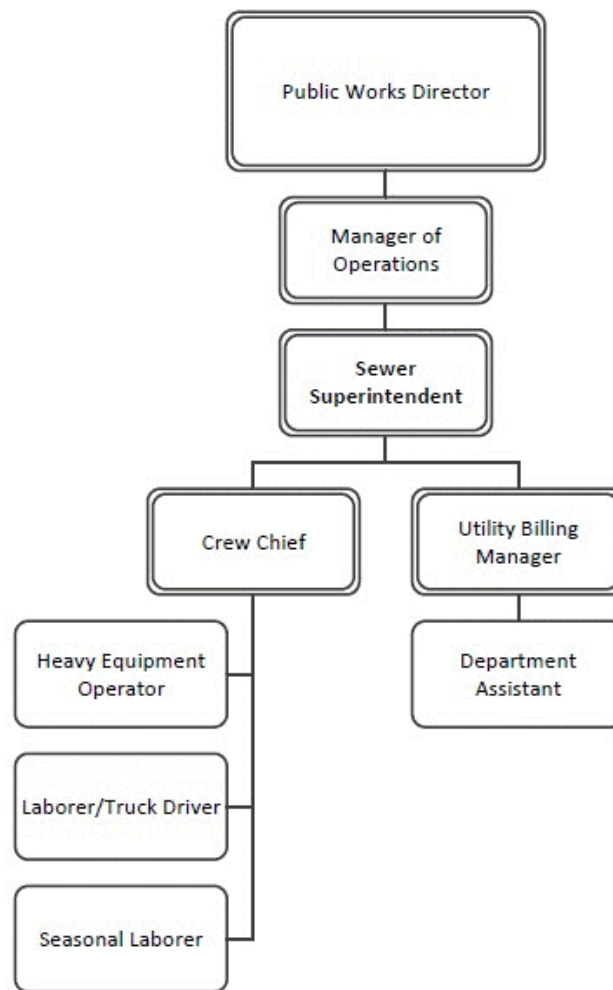 Public Works Director
Manager of
Operations
Sewer
Superintendent
Crew Chief
Utility Billing
Manager
Heavy Equipment
Operator
Department
Assistant
Laborer/Truck Driver
Seasonal Laborer